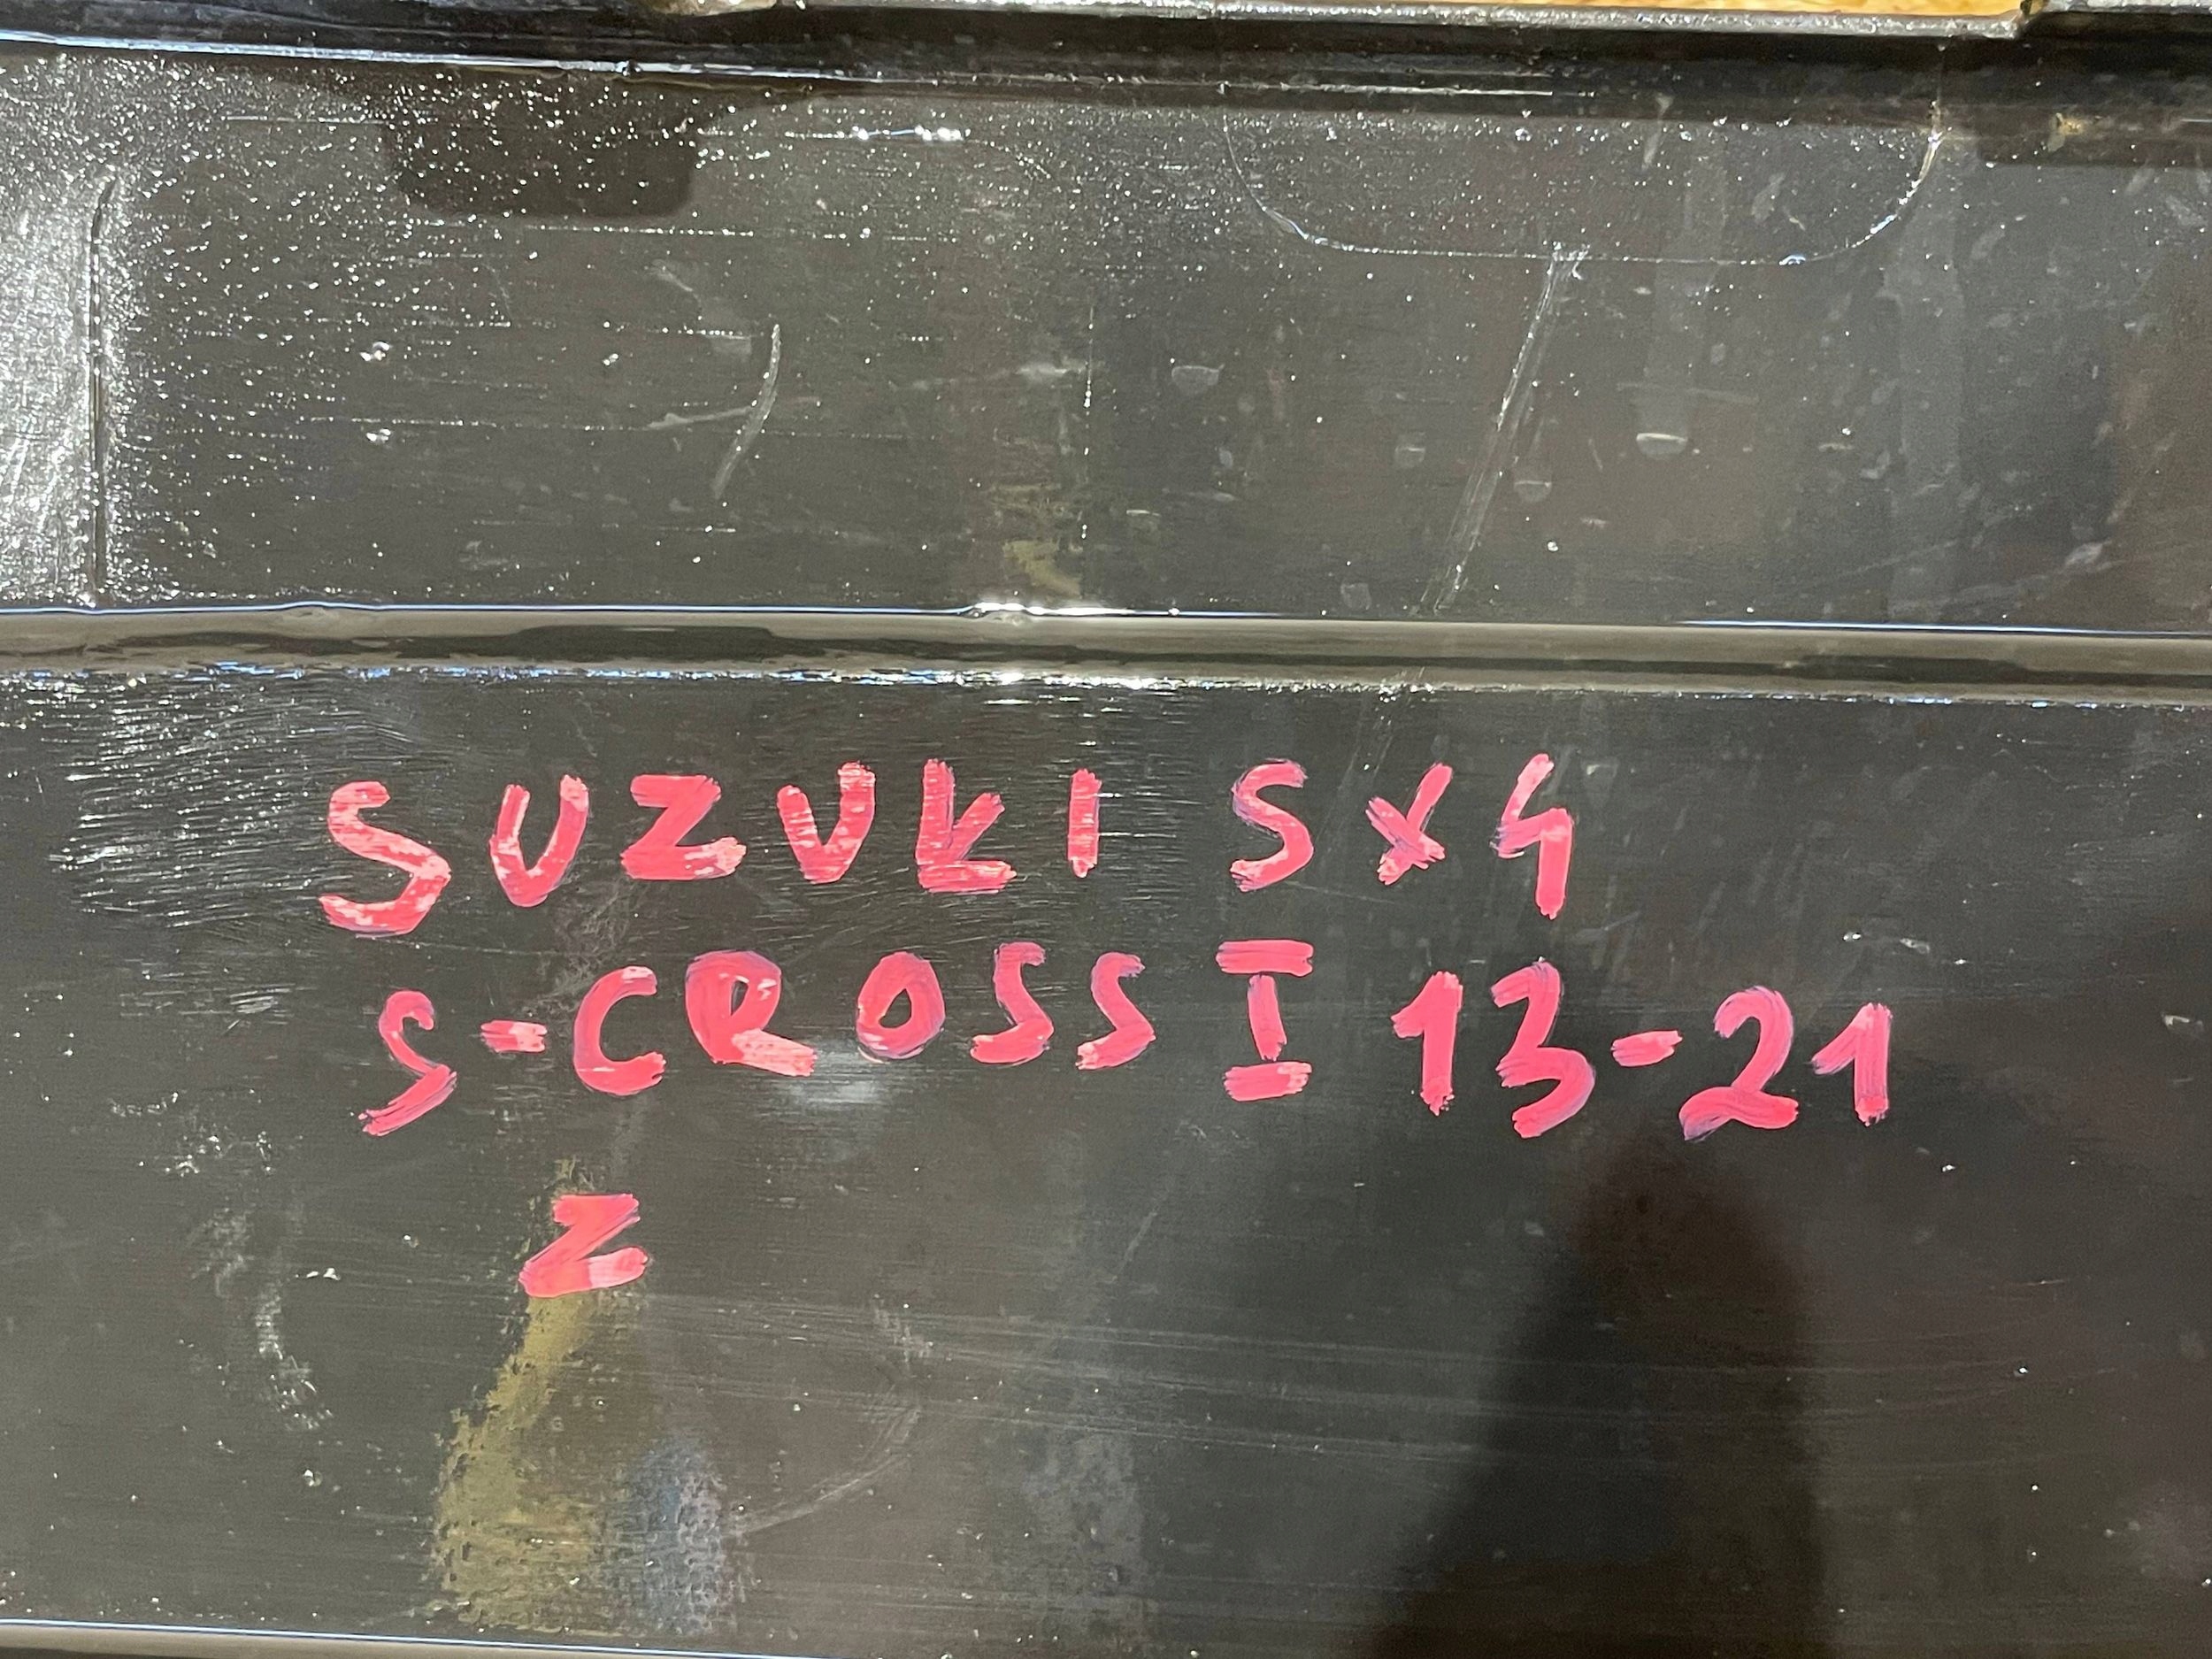 SUZUKI SX4
S-CROSS I 13-21
Z